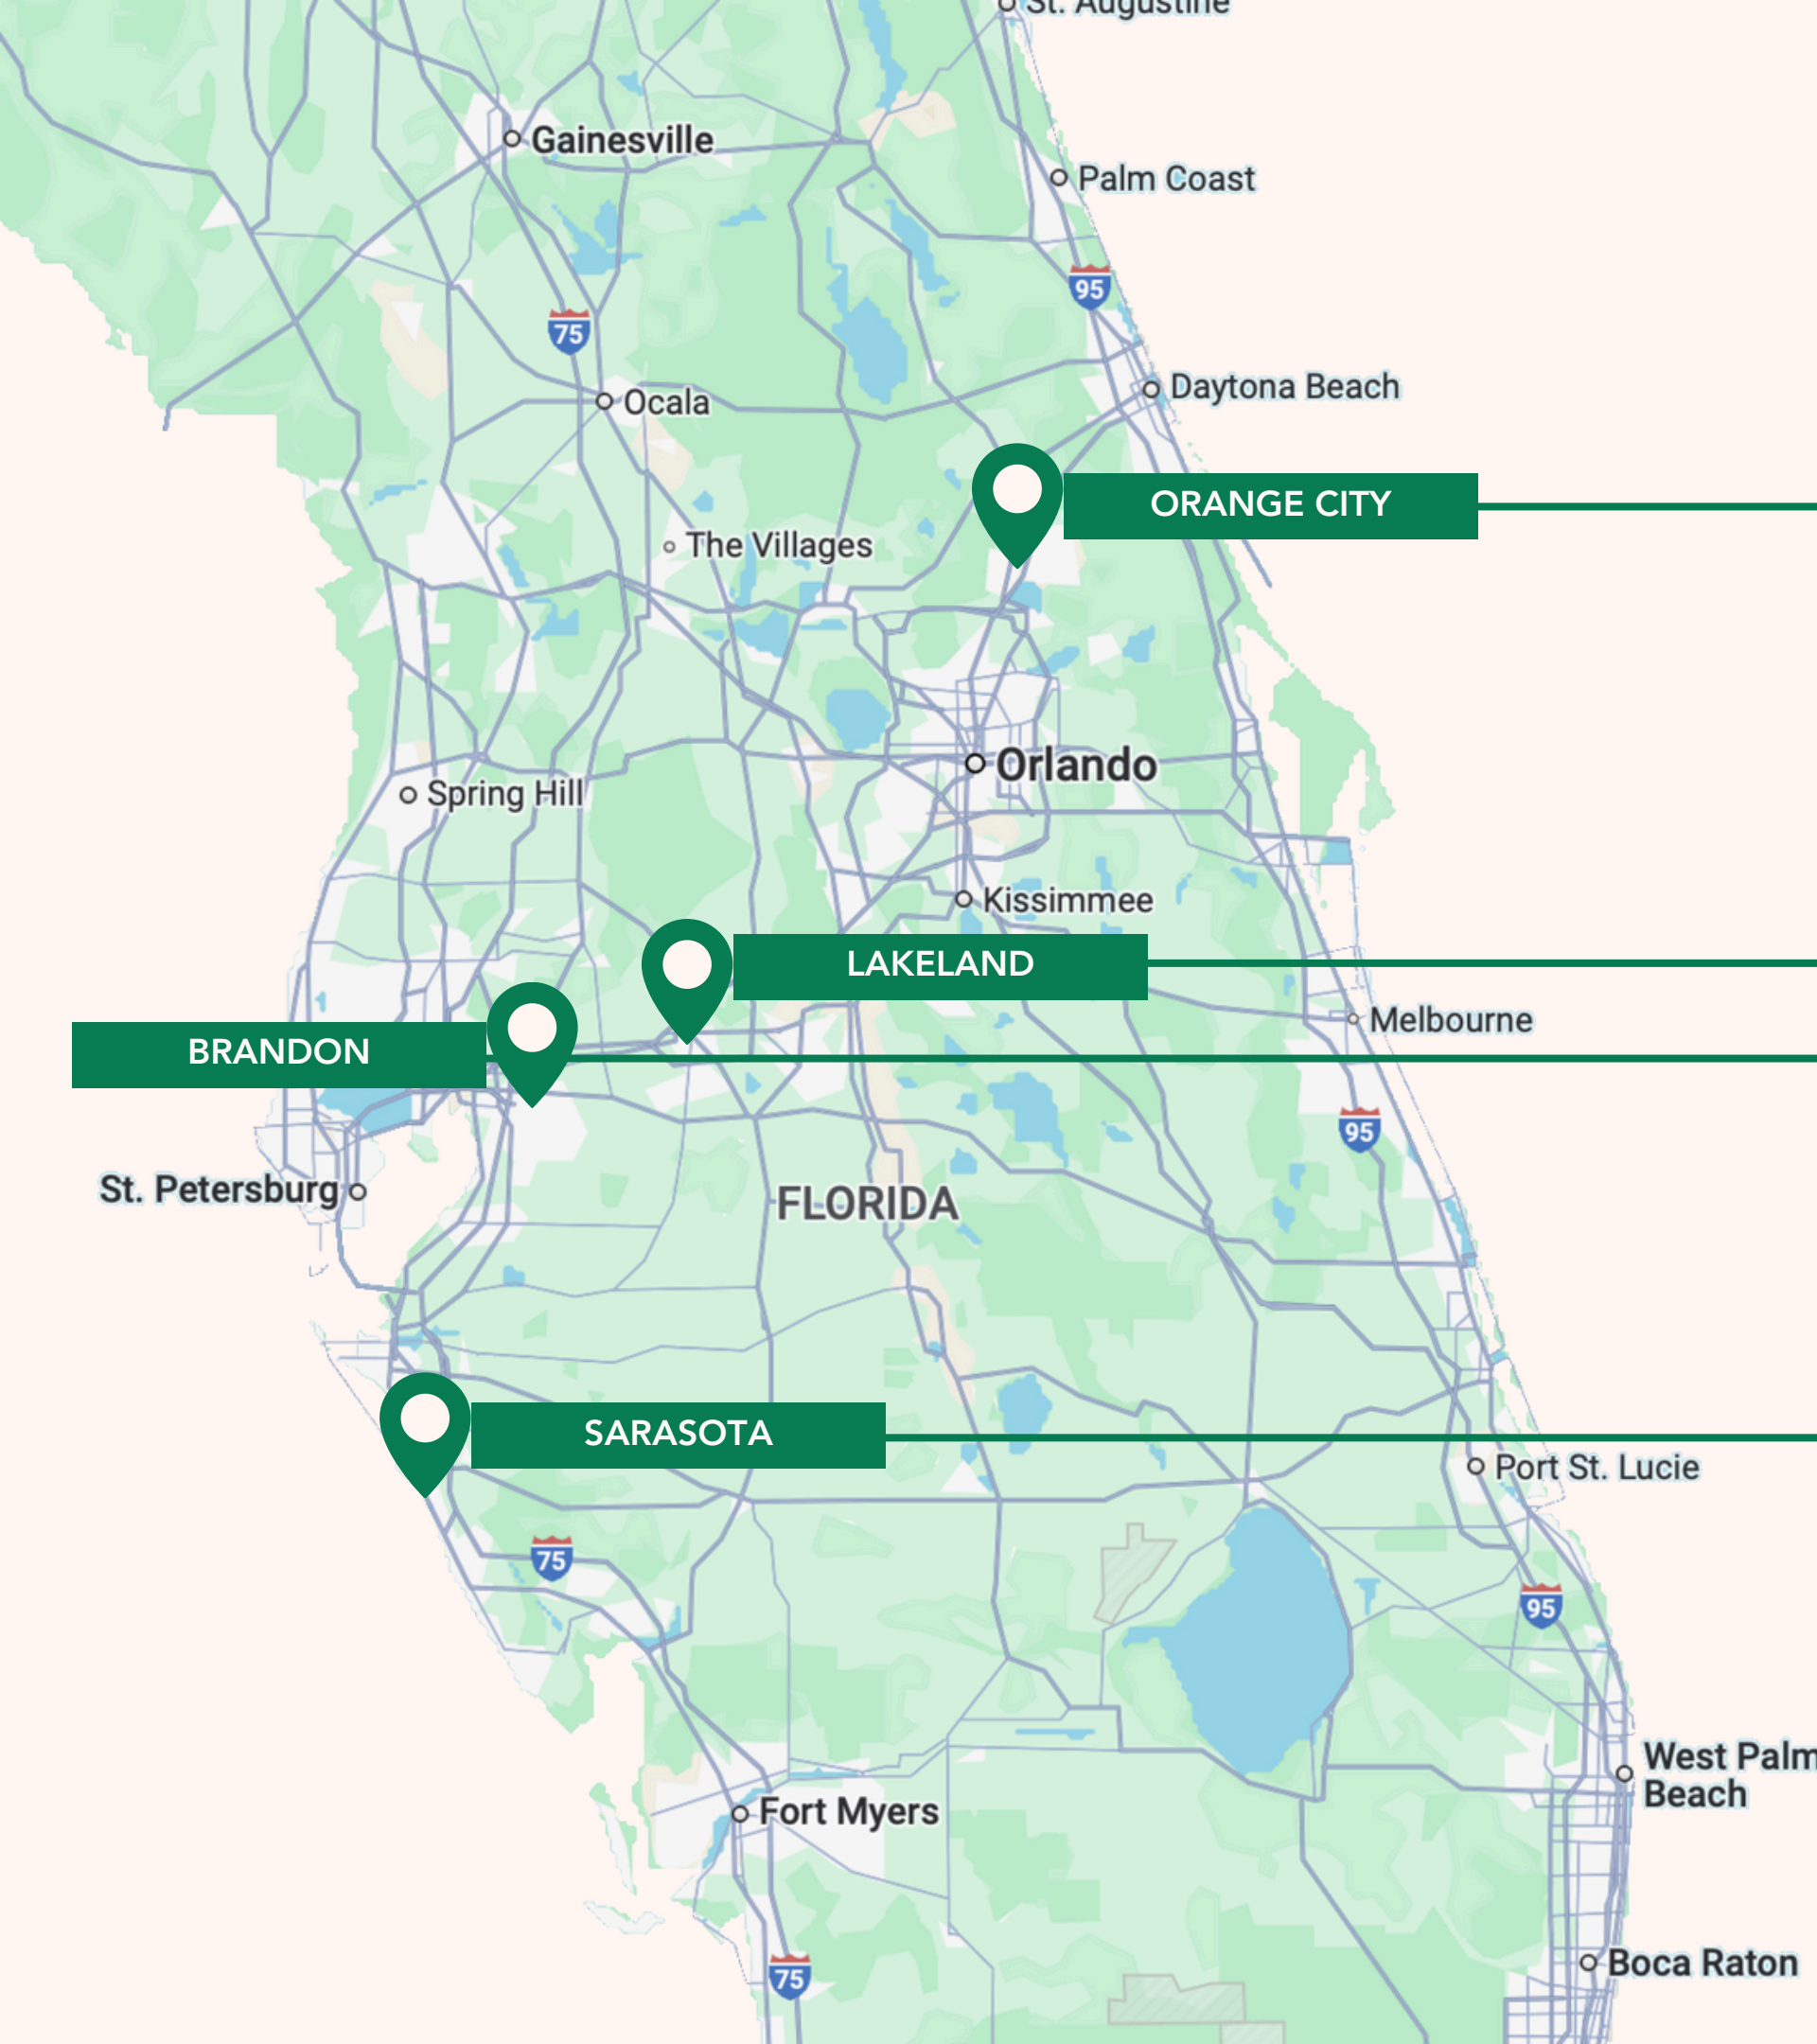 St. Augustine
Gainesville
Palm Coast
95
75
Daytona Beach
Ocala
ORANGE CITY
The Villages
Orlando
Spring Hill
Kissimmee
LAKELAND
Melbourne
BRANDON
95
St. Petersburg
FLORIDA
SARASOTA
Port St. Lucie
75
95
West Palm
Beach
Fort Myers
Boca Raton
75